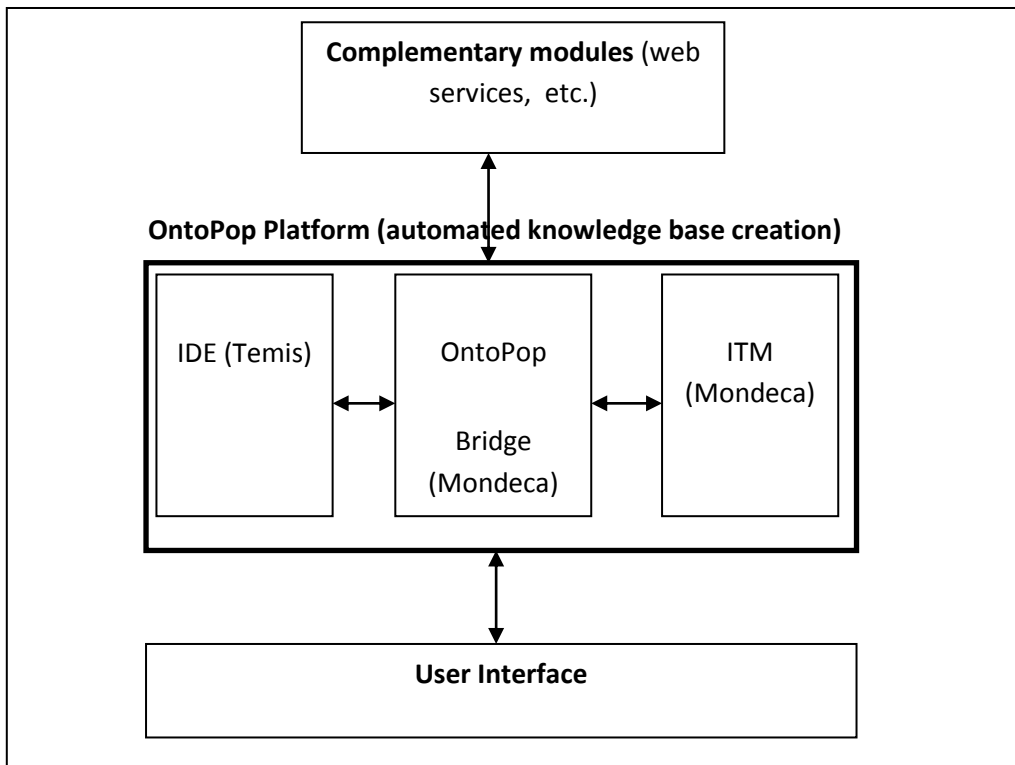 Complementary modules (web
services, etc.)
OntoPop Platform (automated knowledge base creation)
IDE (Temis)
OntoPop
Bridge
(Mondeca)
ITM
(Mondeca)
User Interface